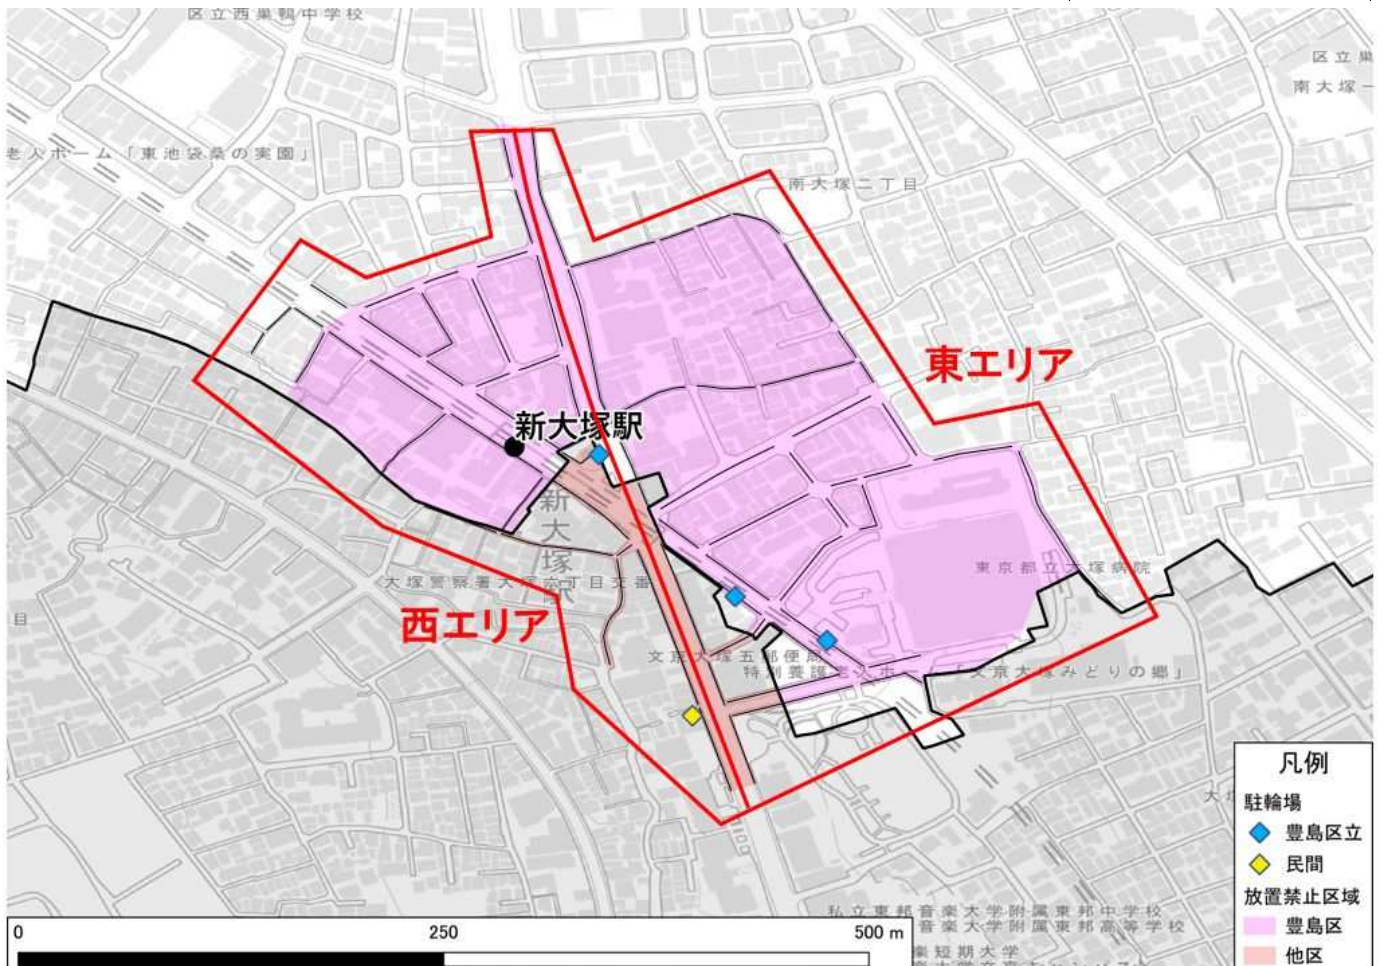 区立西巣鴨中学校
区立巣
南大塚一
老人ホーム「東池袋桑の実園」
南大塚二丁目
東エリア
新大塚駅
新大塚駅
東京都立大塚病院
大塚警察署大塚六丁目交番
西エリア
目
文京大塚五郵便局
特別養護老人ホーム「文京大塚みどりの郷」
凡例
駐輪場
豊島区立
民間
放置禁止区域
豊島区
他区
私立東邦音楽大学附属東邦中学校
音楽大学附属東邦高等学校
楽短期大学
0
250
500 m